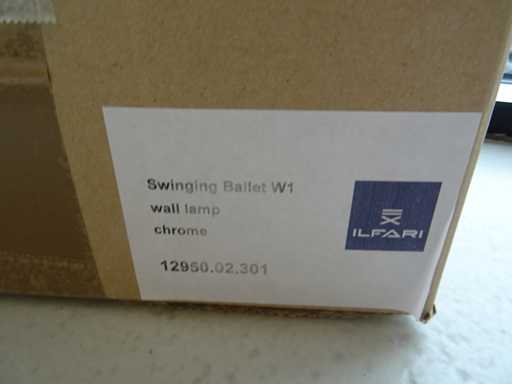 Swinging Ballet W1
wall lamp
chrome
12950.02.301
ILFARI